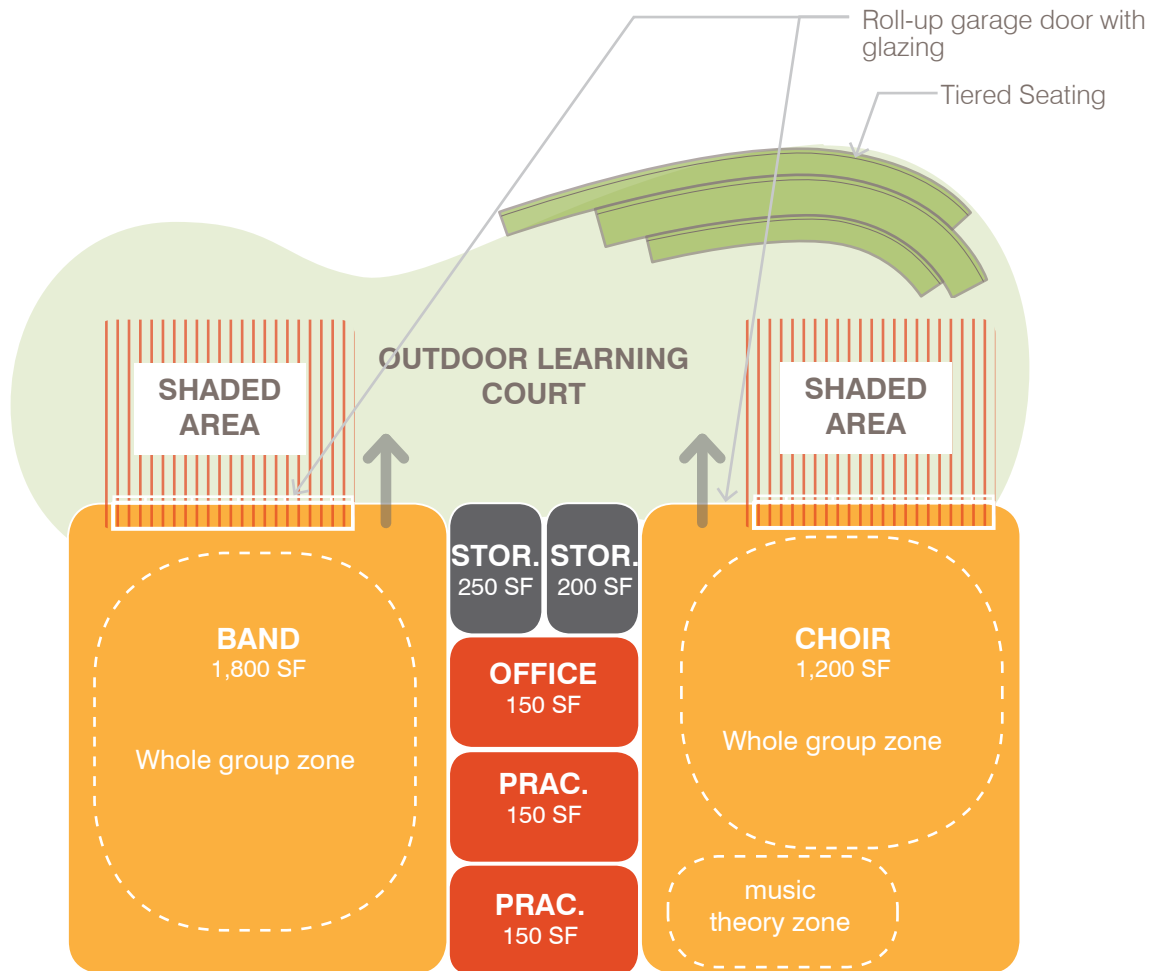 Roll-up garage door with
glazing
Tiered Seating
OUTDOOR LEARNING
COURT
SHADED
AREA
SHADED
AREA
STOR.
250 SF
STOR.
200 SF
BAND
1,800 SF
Whole group zone
OFFICE
150 SF
PRAC.
150 SF
PRAC.
150 SF
CHOIR
1,200 SF
Whole group zone
music
theory zone